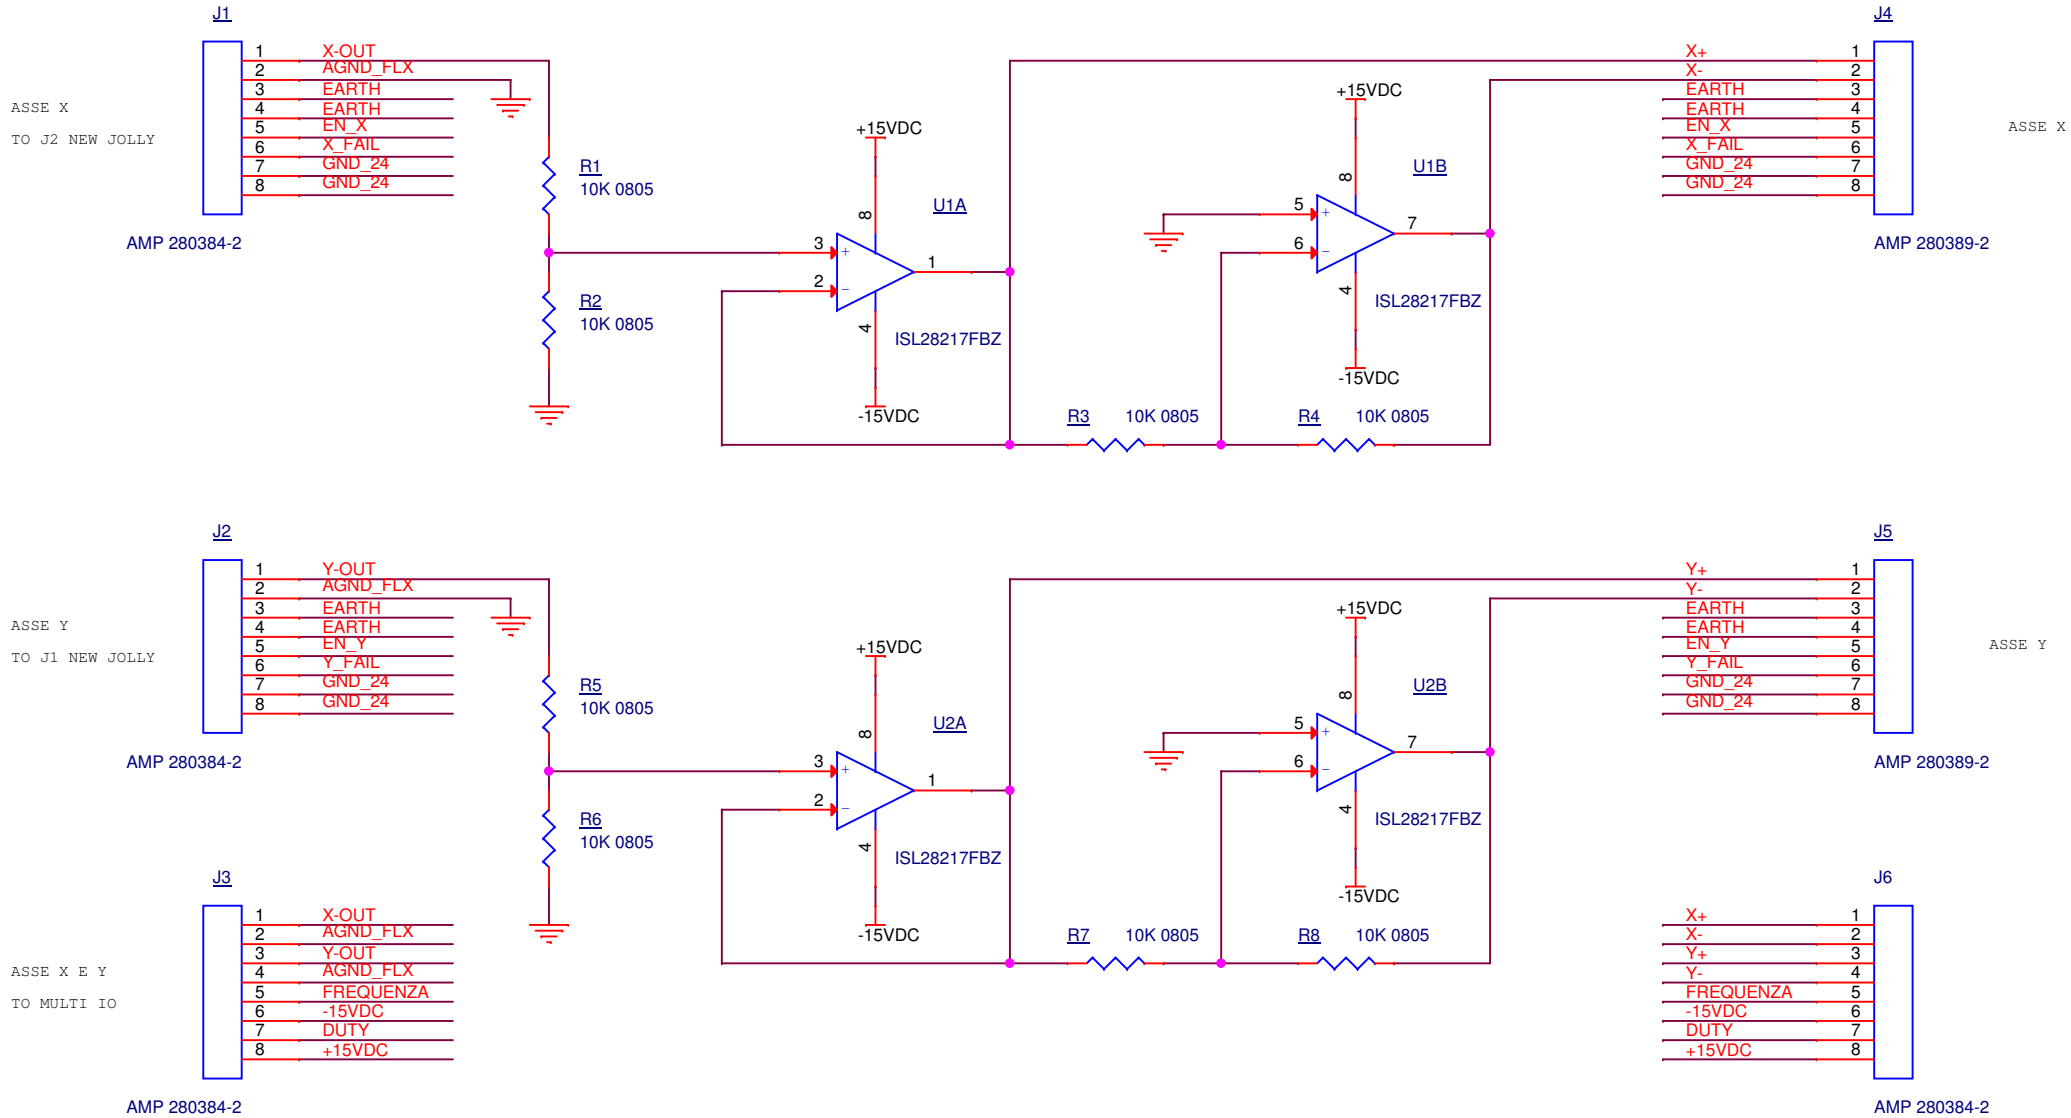 J1
1 X-OUT
2 AGND_FLX
3 EARTH
4 EARTH
5 EN_X
6 X_FAIL
7 GND_24
8 GND_24
ASSE X
TO J2 NEW JOLLY
AMP 280384-2
R1
10K 0805
R2
10K 0805
+15VDC
8
U1A
3 +
2 −
1
4
ISL28217FBZ
-15VDC
+15VDC
8
U1B
5 +
6 −
7
4
ISL28217FBZ
-15VDC
R3 10K 0805
R4 10K 0805
J4
X+ 1
X- 2
EARTH 3
EARTH 4
EN_X 5
X_FAIL 6
GND_24 7
GND_24 8
ASSE X
AMP 280389-2
J2
1 Y-OUT
2 AGND_FLX
3 EARTH
4 EARTH
5 EN_Y
6 Y_FAIL
7 GND_24
8 GND_24
ASSE Y
TO J1 NEW JOLLY
AMP 280384-2
R5
10K 0805
R6
10K 0805
+15VDC
8
U2A
3 +
2 −
1
4
ISL28217FBZ
-15VDC
+15VDC
8
U2B
5 +
6 −
7
4
ISL28217FBZ
-15VDC
R7 10K 0805
R8 10K 0805
J5
Y+ 1
Y- 2
EARTH 3
EARTH 4
EN_Y 5
Y_FAIL 6
GND_24 7
GND_24 8
ASSE Y
AMP 280389-2
J3
1 X-OUT
2 AGND_FLX
3 Y-OUT
4 AGND_FLX
5 FREQUENZA
6 -15VDC
7 DUTY
8 +15VDC
ASSE X E Y
TO MULTI IO
AMP 280384-2
J6
X+ 1
X- 2
Y+ 3
Y- 4
FREQUENZA 5
-15VDC 6
DUTY 7
+15VDC 8
AMP 280384-2